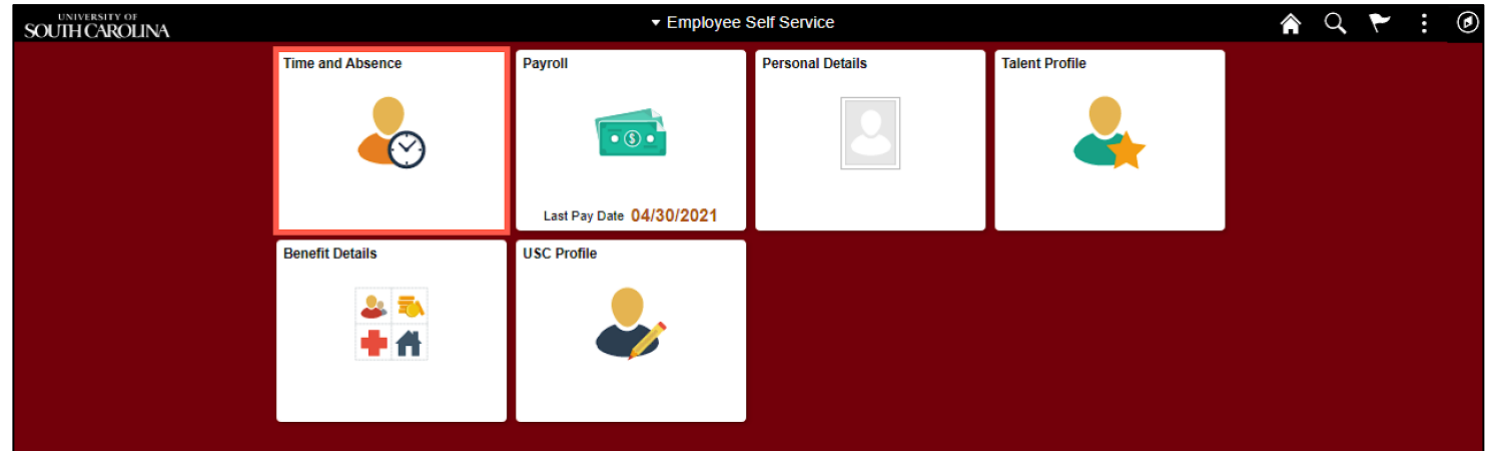 UNIVERSITY OF
SOUTH CAROLINA
Employee Self Service
Time and Absence
Payroll
Last Pay Date 04/30/2021
Personal Details
Talent Profile
Benefit Details
USC Profile